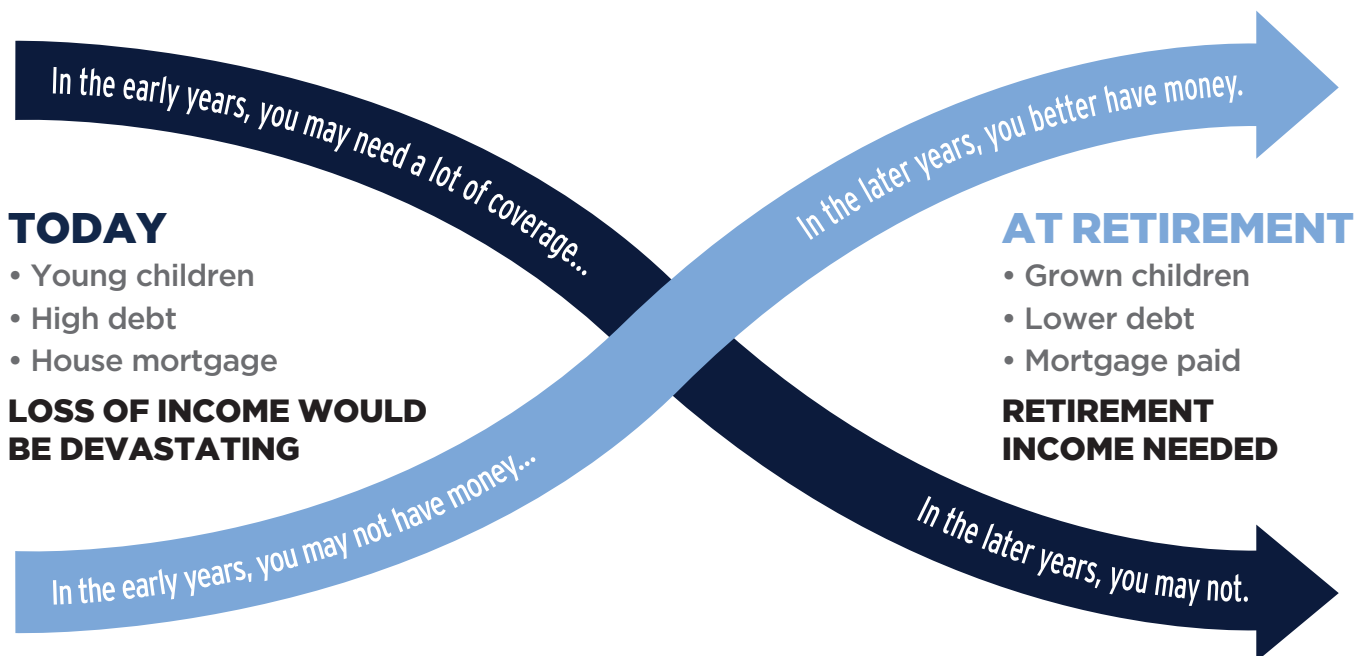 In the early years, you may need a lot of coverage...
In the later years, you better have money.
TODAY
• Young children
• High debt
• House mortgage
LOSS OF INCOME WOULD
BE DEVASTATING
AT RETIREMENT
• Grown children
• Lower debt
• Mortgage paid
RETIREMENT
INCOME NEEDED
In the early years, you may not have money...
In the later years, you may not.